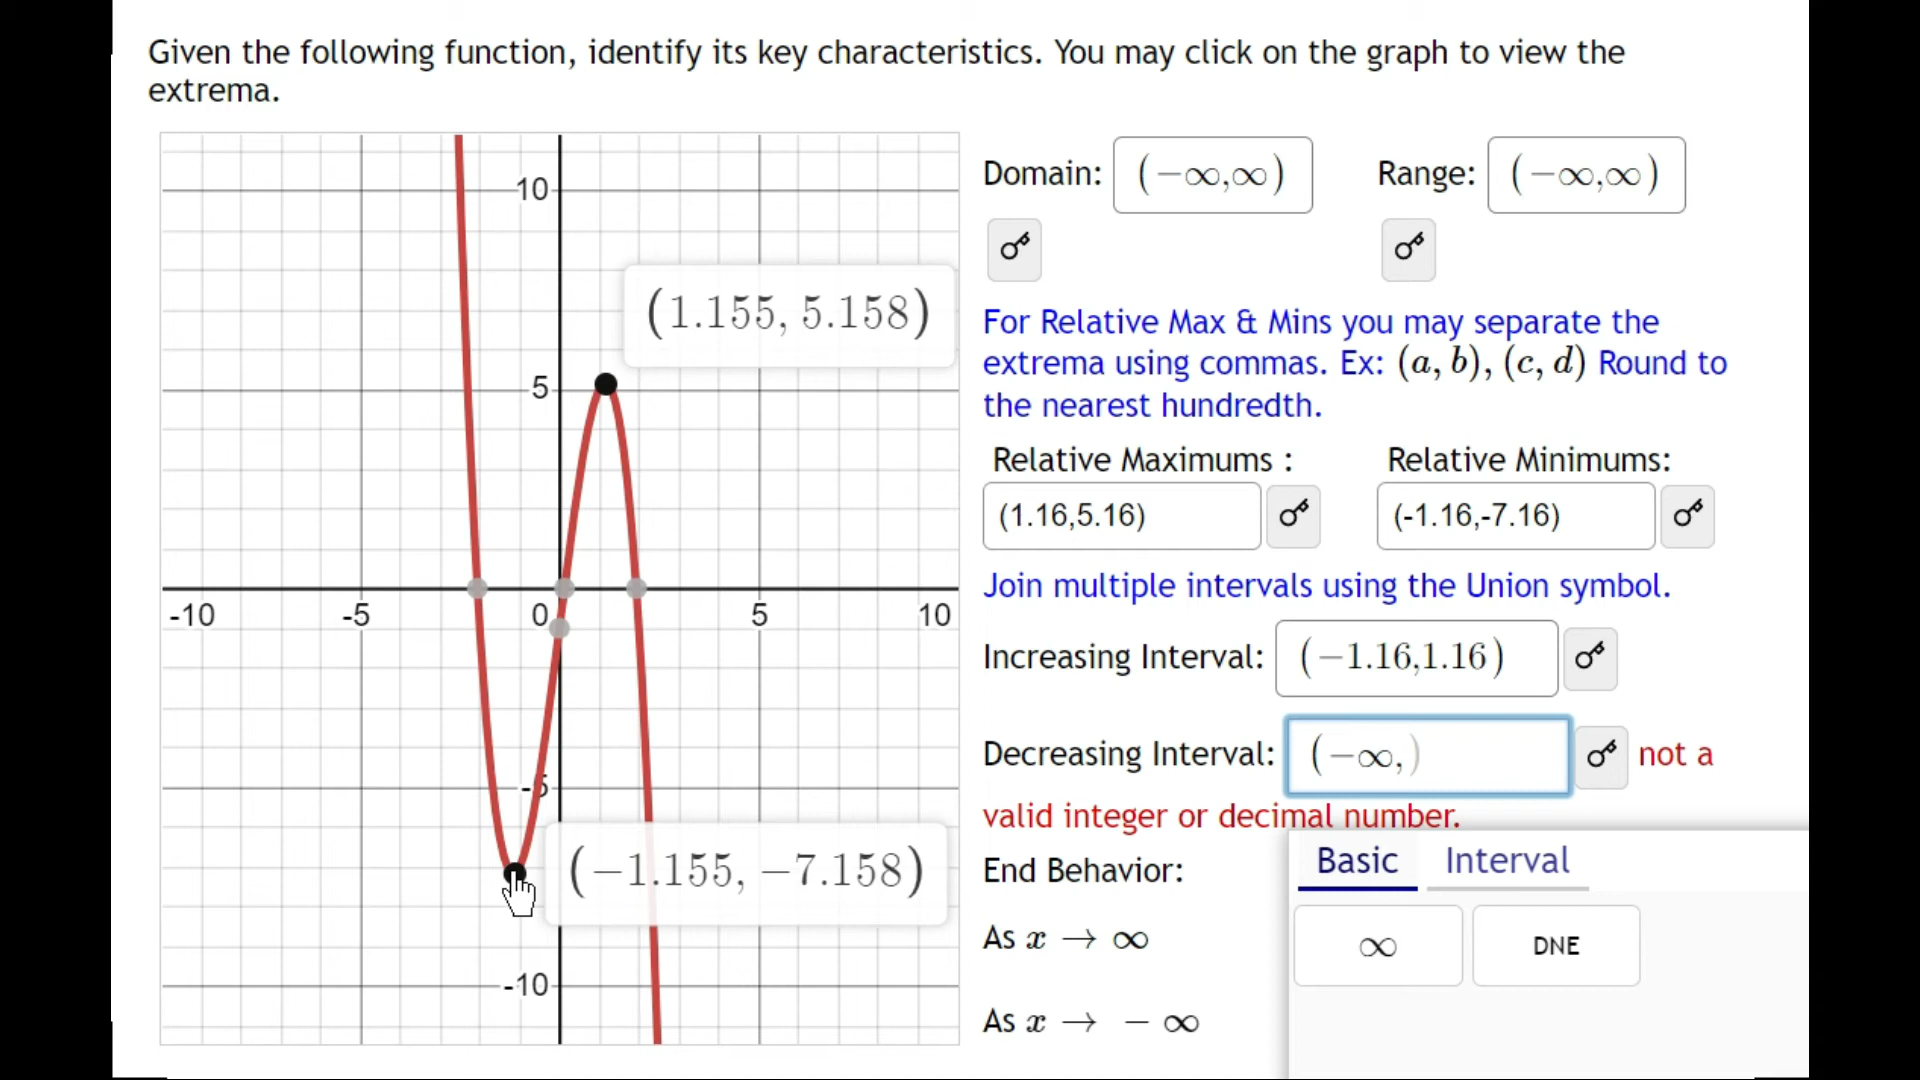 Given the following function, identify its key characteristics. You may click on the graph to view the
extrema.
10
5
-10
-5
0
5
10
-5
-10
(1.155, 5.158)
(−1.155, −7.158)
Domain: (−∞,∞)
Range: (−∞,∞)
For Relative Max & Mins you may separate the
extrema using commas. Ex: (a, b), (c, d) Round to
the nearest hundredth.
Relative Maximums :
Relative Minimums:
(1.16,5.16)
(-1.16,-7.16)
Join multiple intervals using the Union symbol.
Increasing Interval: (−1.16,1.16)
Decreasing Interval: (−∞,) not a
valid integer or decimal number.
End Behavior:
Basic Interval
As x → ∞
∞ DNE
As x → − ∞